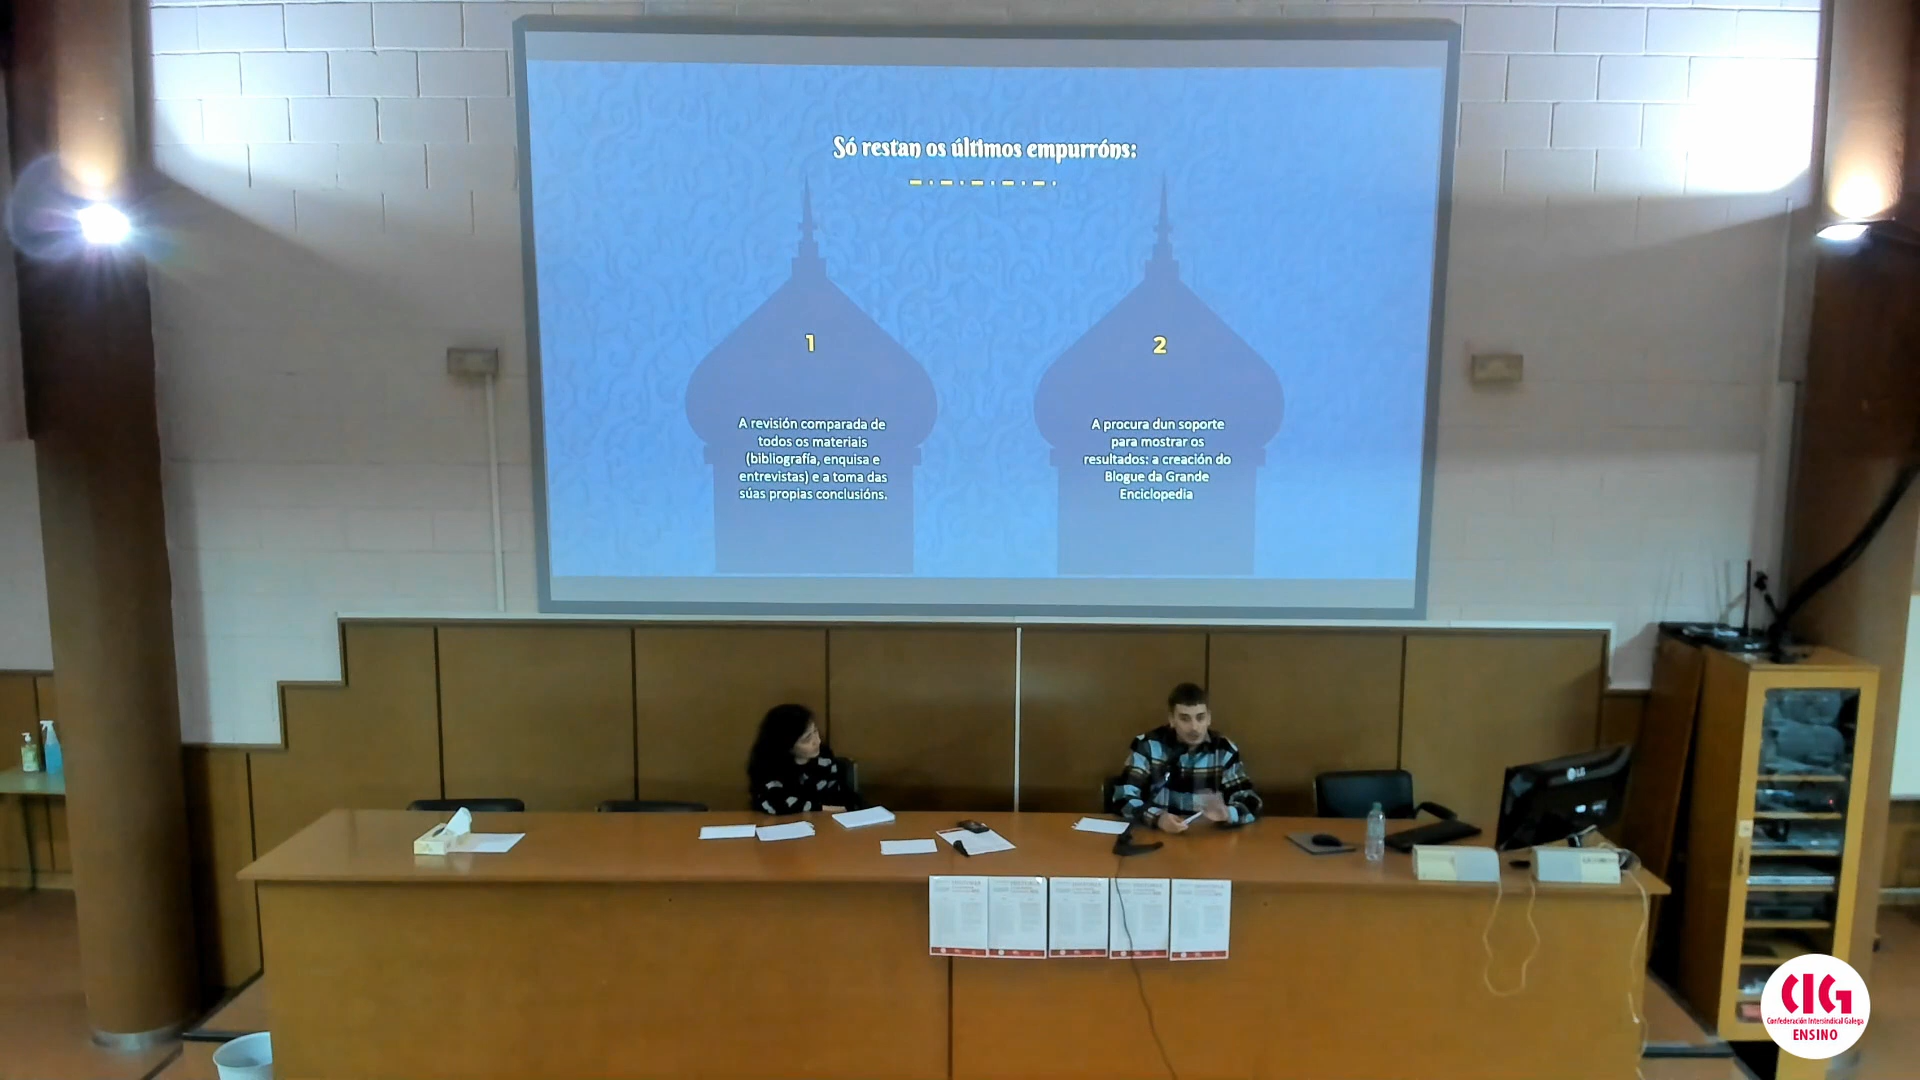 Só restan os últimos empurróns:
1
A revisión comparada de
todos os materiais
(bibliografía, enquisa e
entrevistas) e a toma das
súas propias conclusións.
2
A procura dun soporte
para mostrar os
resultados: a creación do
Blogue da Grande
Enciclopedia
LG
CIG
Confederación Intersindical Galega
ENSINO